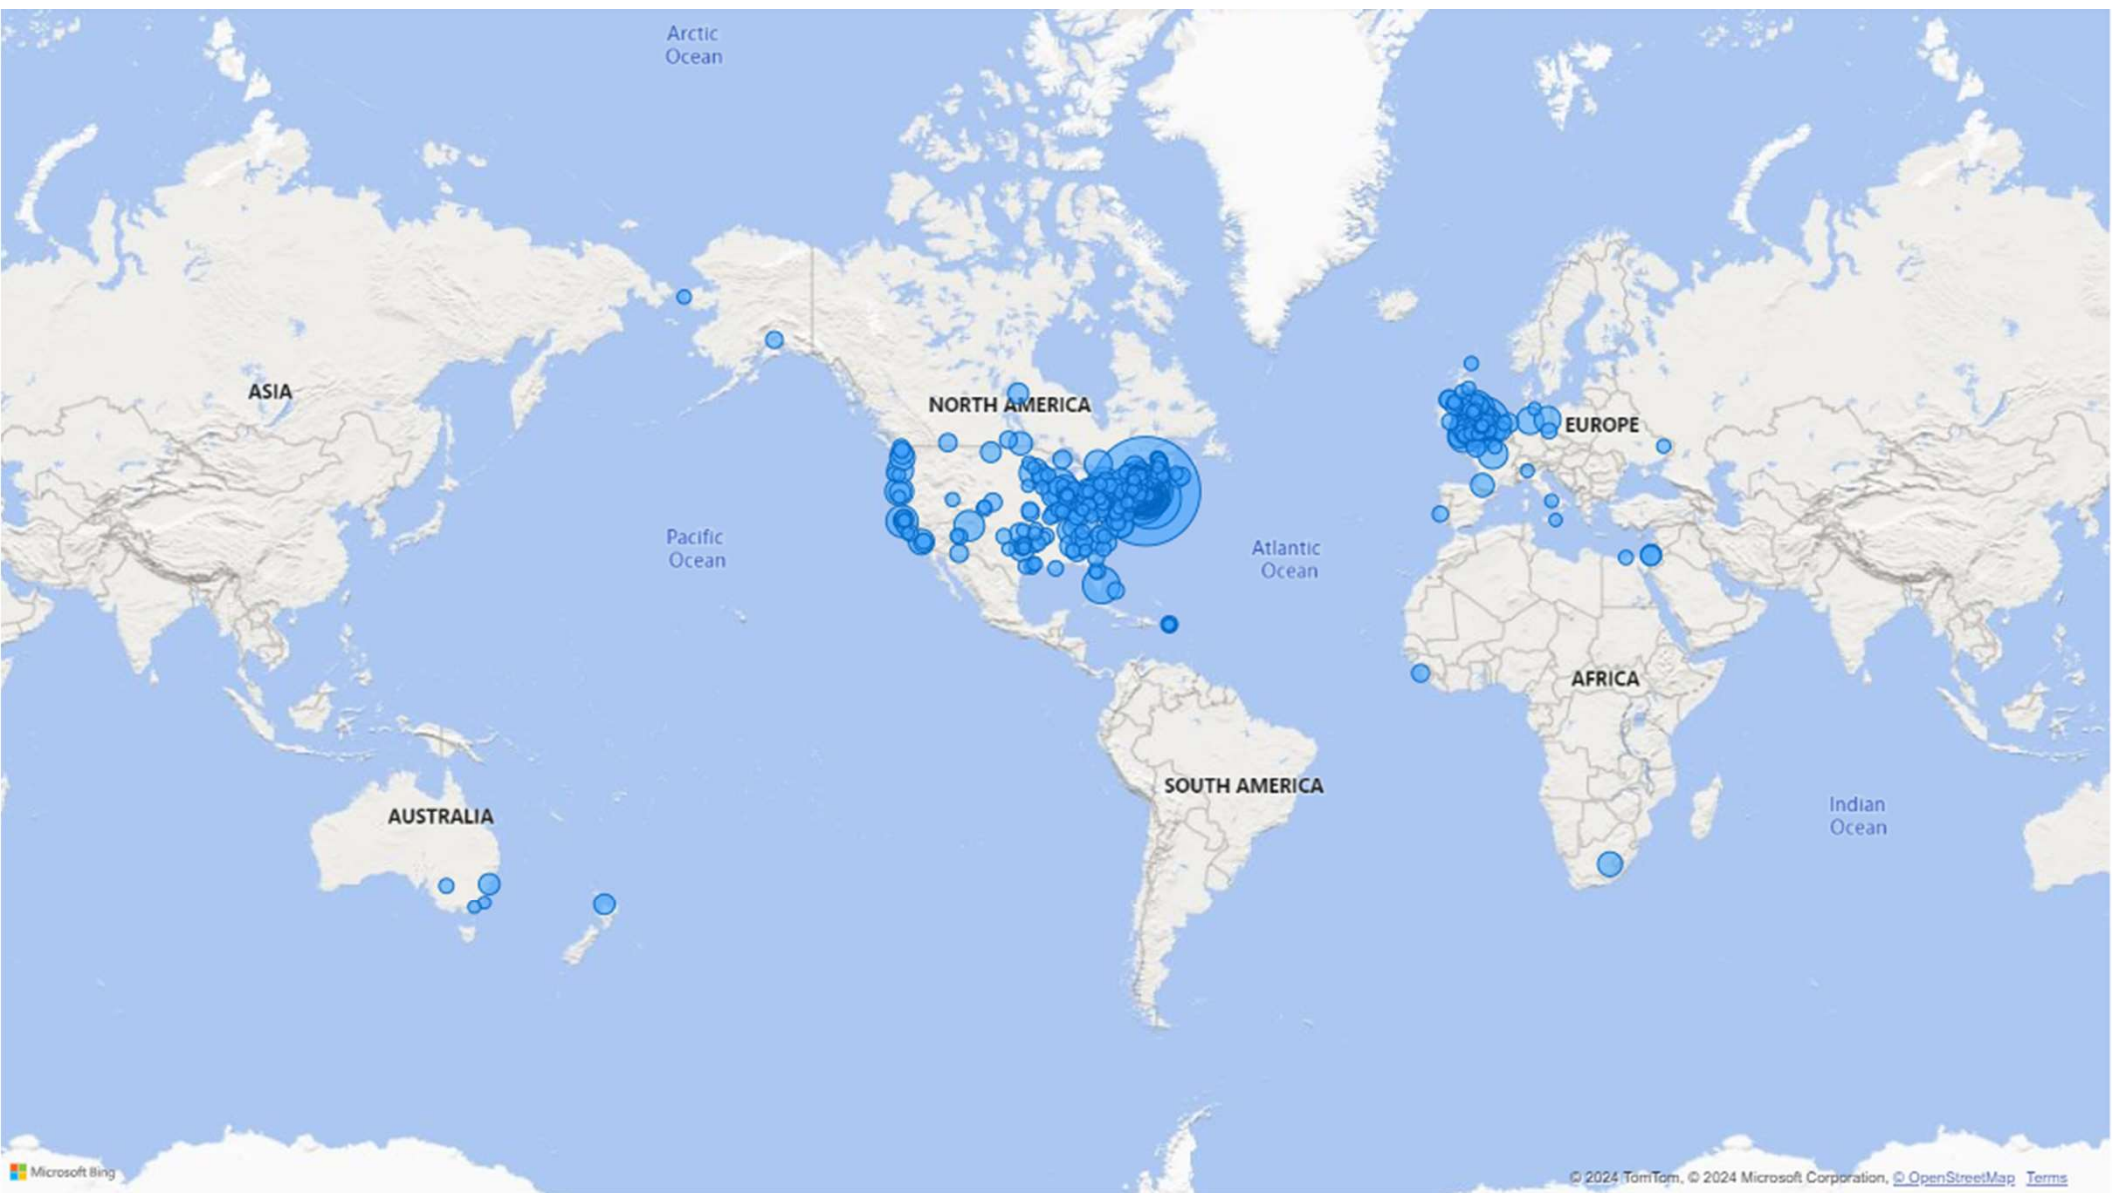 Arctic
Ocean
ASIA
NORTH AMERICA
EUROPE
Pacific
Ocean
Atlantic
Ocean
AFRICA
SOUTH AMERICA
AUSTRALIA
Indian
Ocean
Microsoft Bing
© 2024 TomTom, © 2024 Microsoft Corporation, © OpenStreetMap Terms